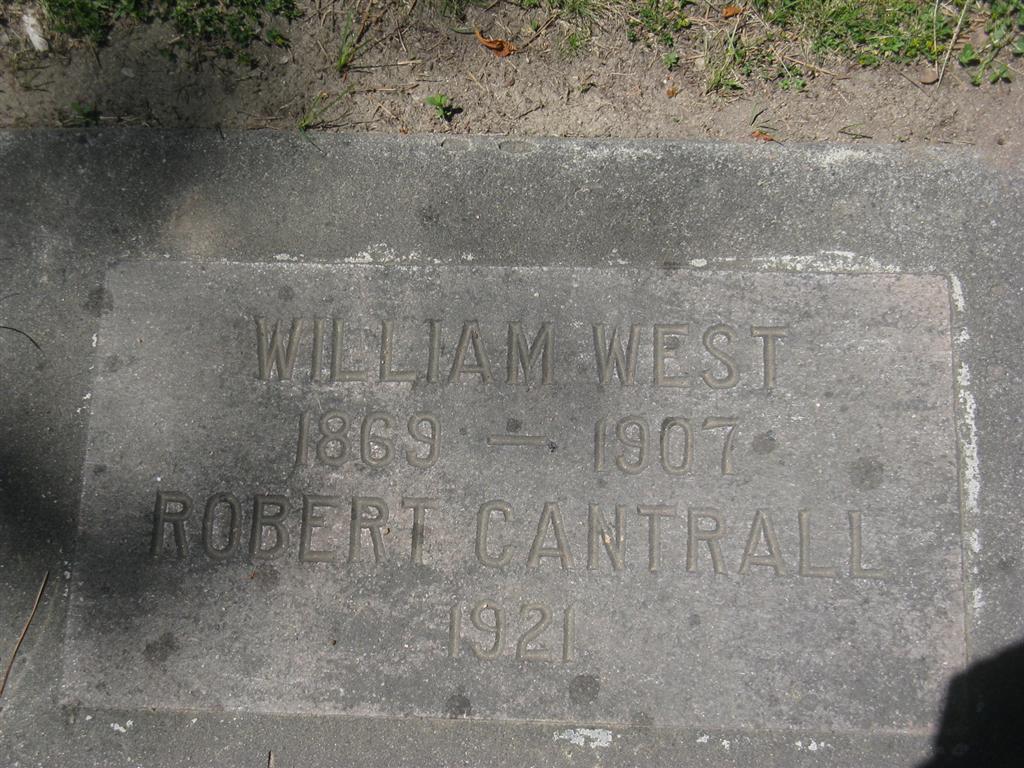 WILLIAM WEST
1869 — 1907
ROBERT CANTRALL
1921